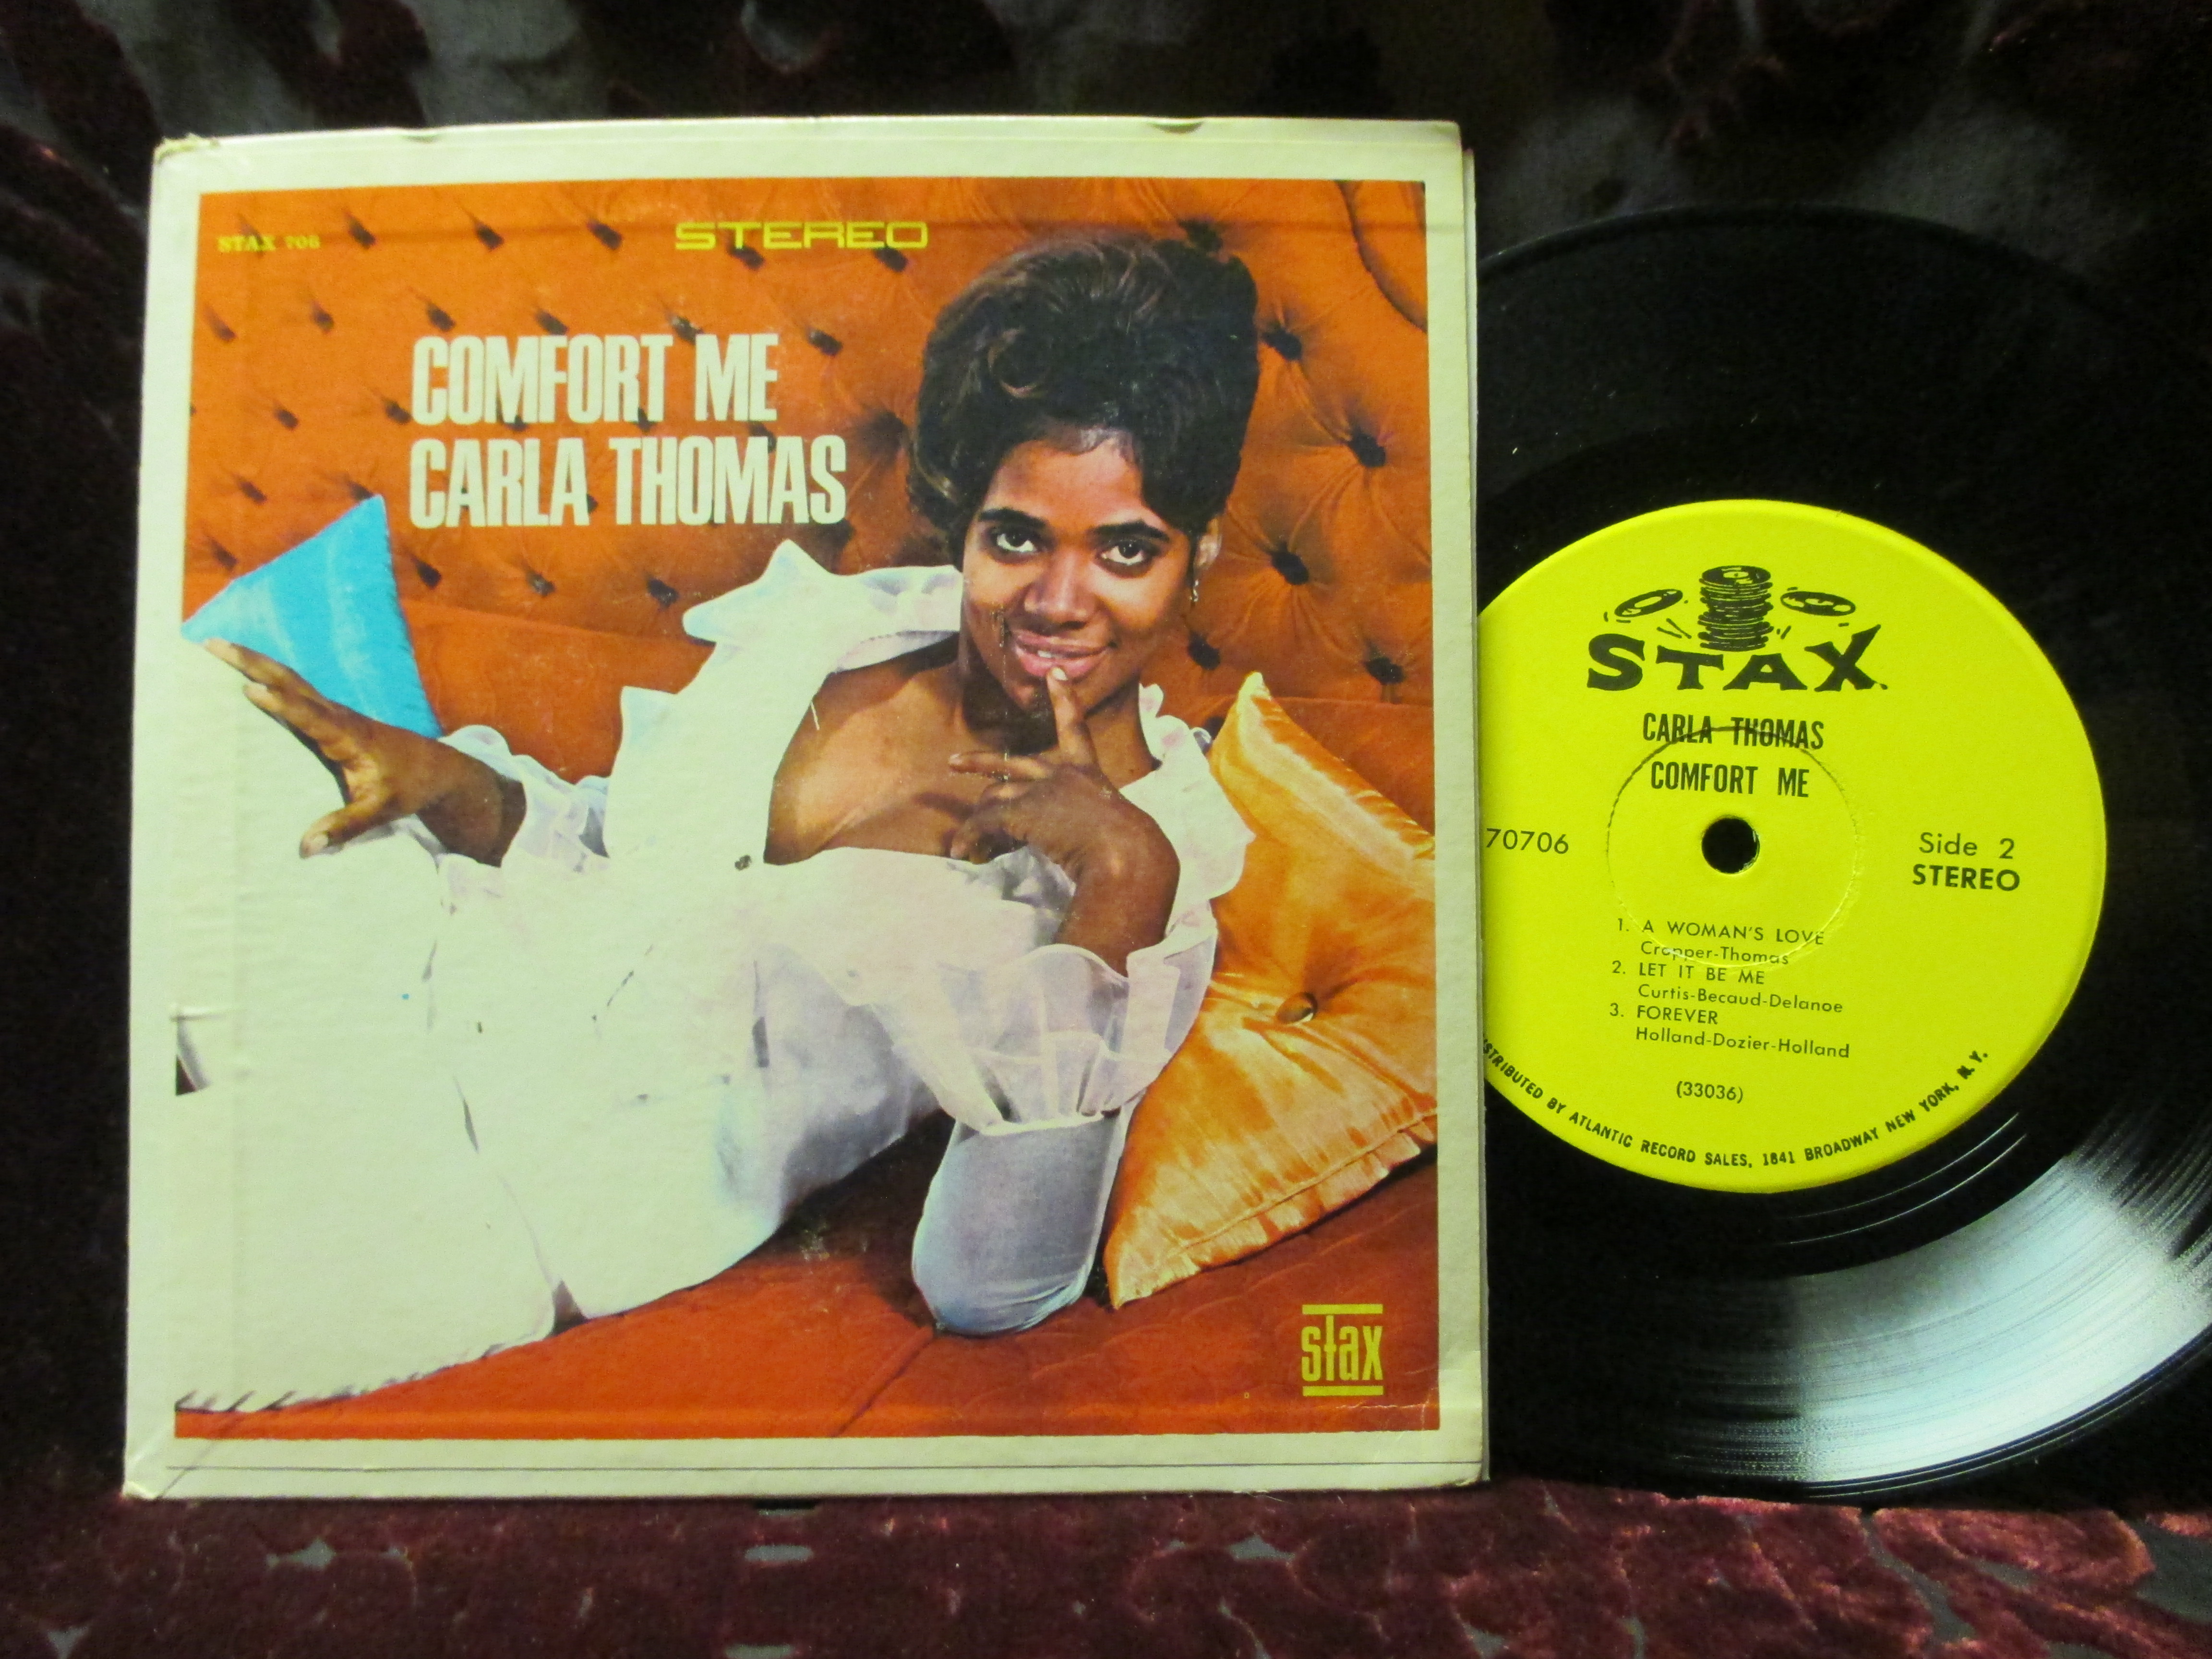 STAX 706
STEREO
COMFORT ME
CARLA THOMAS
stax
STAX
CARLA THOMAS
COMFORT ME
70706
Side 2
STEREO
1. A WOMAN'S LOVE
Cropper-Thomas
2. LET IT BE ME
Curtis-Becaud-Delanoe
3. FOREVER
Holland-Dozier-Holland
(33036)
STRIBUTED BY ATLANTIC RECORD SALES, 1841 BROADWAY NEW YORK, N.Y.